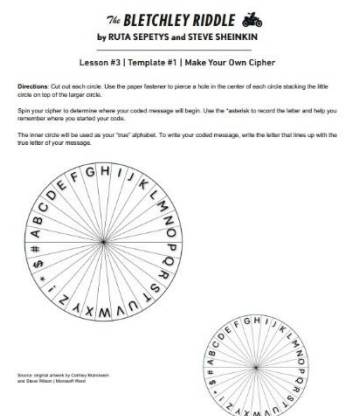 The BLETCHLEY RIDDLE
by RUTA SEPETYS and STEVE SHEINKIN
Lesson #3 | Template #1 | Make Your Own Cipher
Directions: Cut out each circle. Use the paper fastener to pierce a hole in the center of each circle stacking the little
circle on top of the larger circle.
Spin your cipher to determine where your coded message will begin. Use the *asterisk to record the letter and help you
remember where you started your code.
The inner circle will be used as your "true" alphabet. To write your coded message, write the letter that lines up with the
true letter of your message.
# A B C D E F G H I J K L M N O P Q R S T U V W X Y Z ! * $
# A B C D E F G H I J K L M N O P Q R S T U V W X Y Z ! * $
Source: original artwork by
and Steve Wilson | Microsoft Word